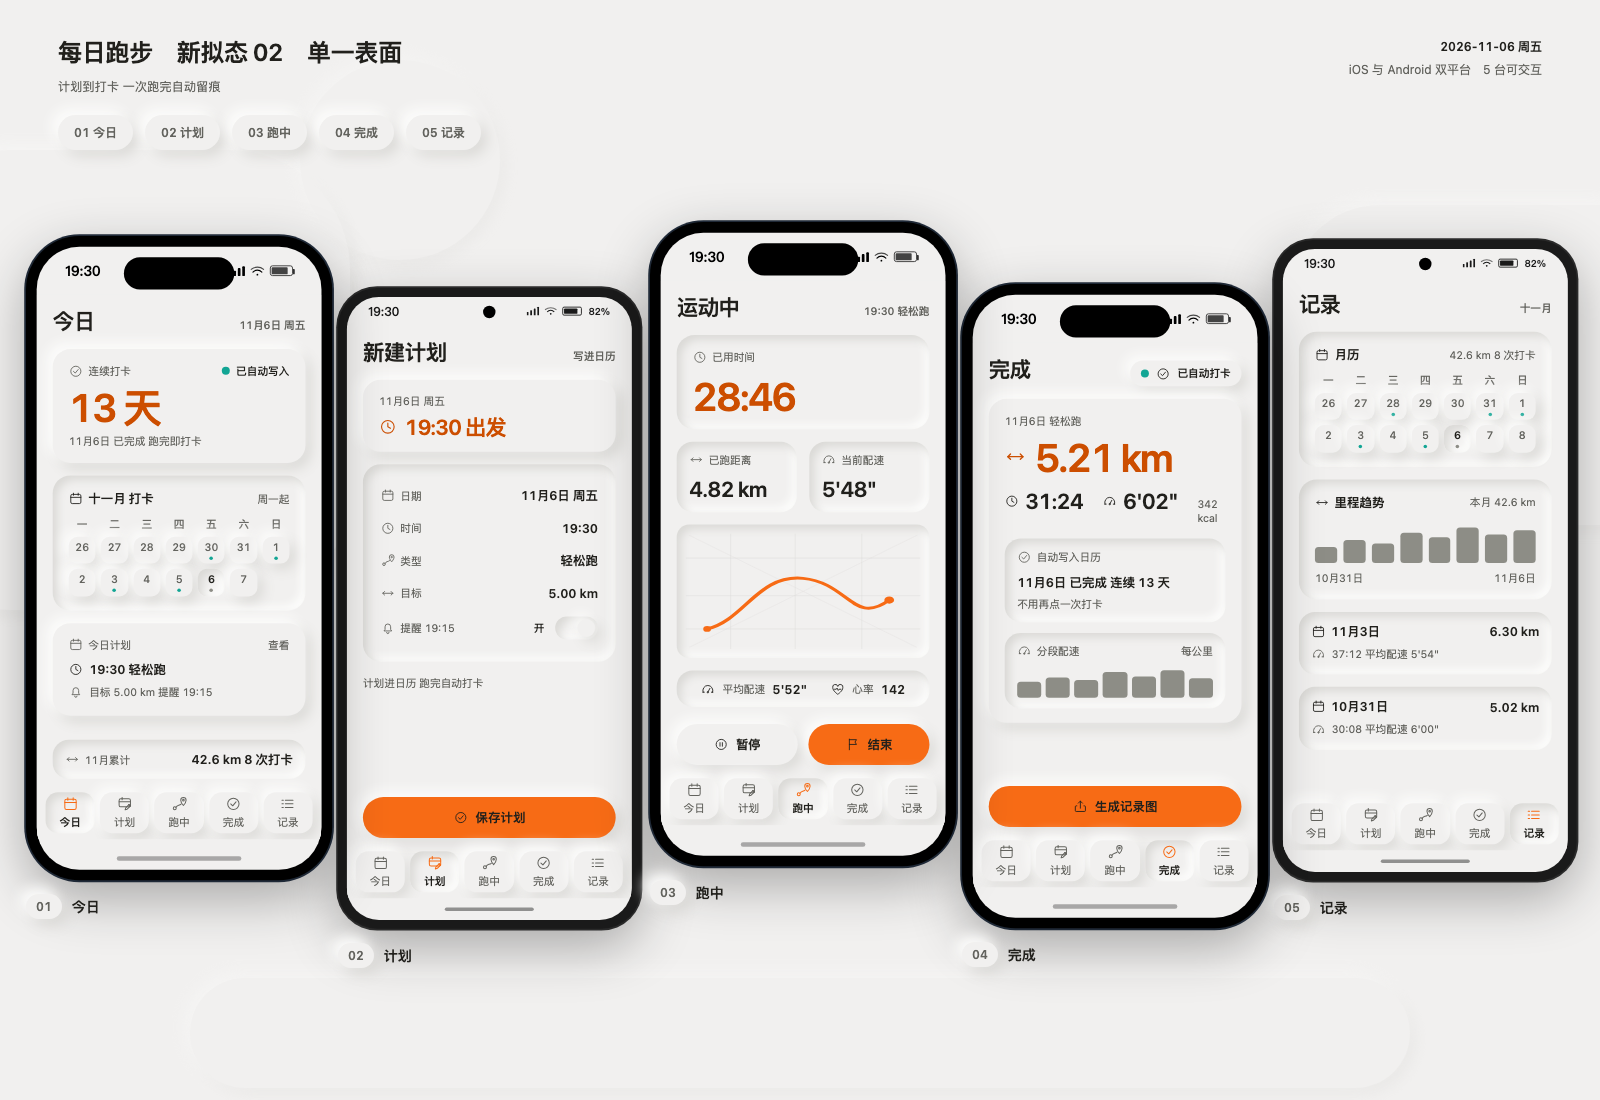 每日跑步 新拟态 02 单一表面
计划到打卡 一次跑完自动留痕
2026-11-06 周五
iOS 与 Android 双平台 5 台可交互
01 今日 02 计划 03 跑中 04 完成 05 记录
19:30
今日
11月6日 周五
连续打卡
已自动写入
13 天
11月6日 已完成 跑完即打卡
十一月 打卡
周一起
一 二 三 四 五 六 日
26 27 28 29 30 31 1
2 3 4 5 6 7
今日计划
查看
19:30 轻松跑
目标 5.00 km 提醒 19:15
11月累计
42.6 km 8 次打卡
今日 计划 跑中 完成 记录
01 今日
19:30
82%
新建计划
写进日历
11月6日 周五
19:30 出发
日期 11月6日 周五
时间 19:30
类型 轻松跑
目标 5.00 km
提醒 19:15 开
计划进日历 跑完自动打卡
保存计划
今日 计划 跑中 完成 记录
02 计划
19:30
运动中
19:30 轻松跑
已用时间
28:46
已跑距离
4.82 km
当前配速
5'48"
平均配速 5'52" 心率 142
暂停
结束
今日 计划 跑中 完成 记录
03 跑中
19:30
完成
已自动打卡
11月6日 轻松跑
5.21 km
31:24
6'02"
342
kcal
自动写入日历
11月6日 已完成 连续 13 天
不用再点一次打卡
分段配速
每公里
生成记录图
今日 计划 跑中 完成 记录
04 完成
19:30
82%
记录
十一月
月历
42.6 km 8 次打卡
一 二 三 四 五 六 日
26 27 28 29 30 31 1
2 3 4 5 6 7 8
里程趋势
本月 42.6 km
10月31日
11月6日
11月3日
6.30 km
37:12 平均配速 5'54"
10月31日
5.02 km
30:08 平均配速 6'00"
今日 计划 跑中 完成 记录
05 记录